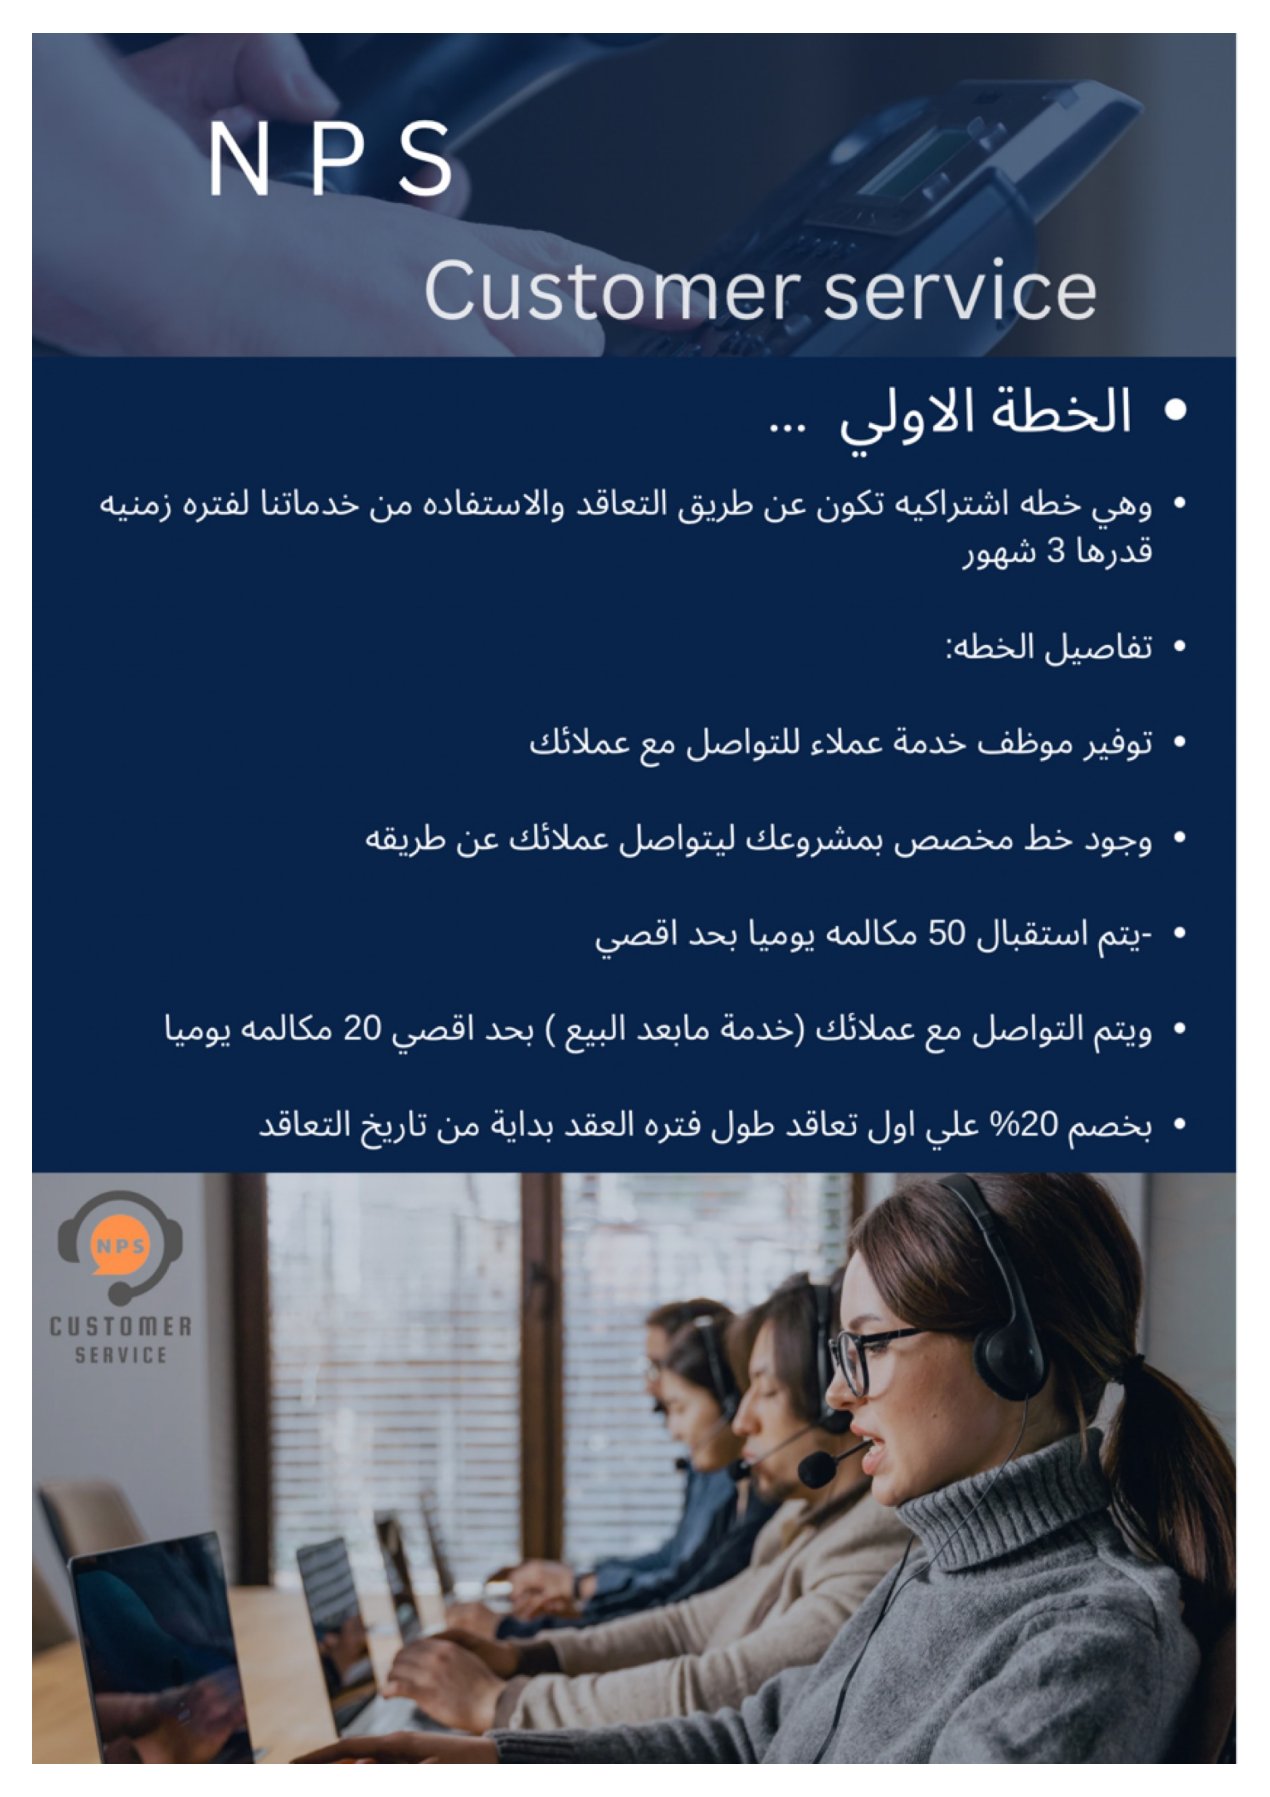 N P S
Customer service
• الخطة الاولي ...
• وهي خطه اشتراكيه تكون عن طريق التعاقد والاستفاده من خدماتنا لفتره زمنيه
قدرها 3 شهور
• تفاصيل الخطه:
• توفير موظف خدمة عملاء للتواصل مع عملائك
• وجود خط مخصص بمشروعك ليتواصل عملائك عن طريقه
• -يتم استقبال 50 مكالمه يوميا بحد اقصي
• ويتم التواصل مع عملائك (خدمة مابعد البيع ) بحد اقصي 20 مكالمه يوميا
• بخصم 20% علي اول تعاقد طول فتره العقد بداية من تاريخ التعاقد
NPS
CUSTOMER
SERVICE